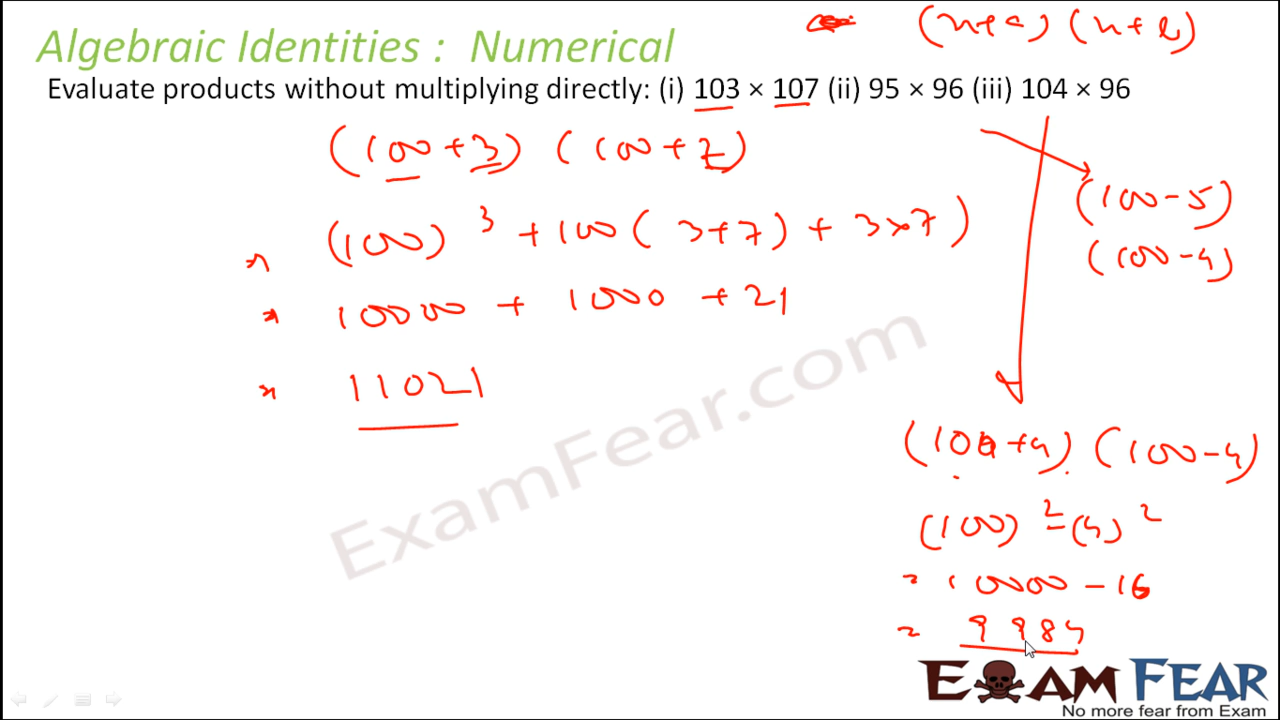 (x+a) (x+b)
Algebraic Identities : Numerical
Evaluate products without multiplying directly: (i) 103 × 107 (ii) 95 × 96 (iii) 104 × 96
(100 + 3) (100 + 7)
(100)³ + 100 ( 3+7) + 3×7)
= 10000 + 1000 + 21
= 11021
(100 - 5)
(100 - 4)
(100 + 4) (100 - 4)
(100)² - (4)²
= 10000 - 16
= 9984
ExamFear.com
EXAM FEAR
No more fear from Exam